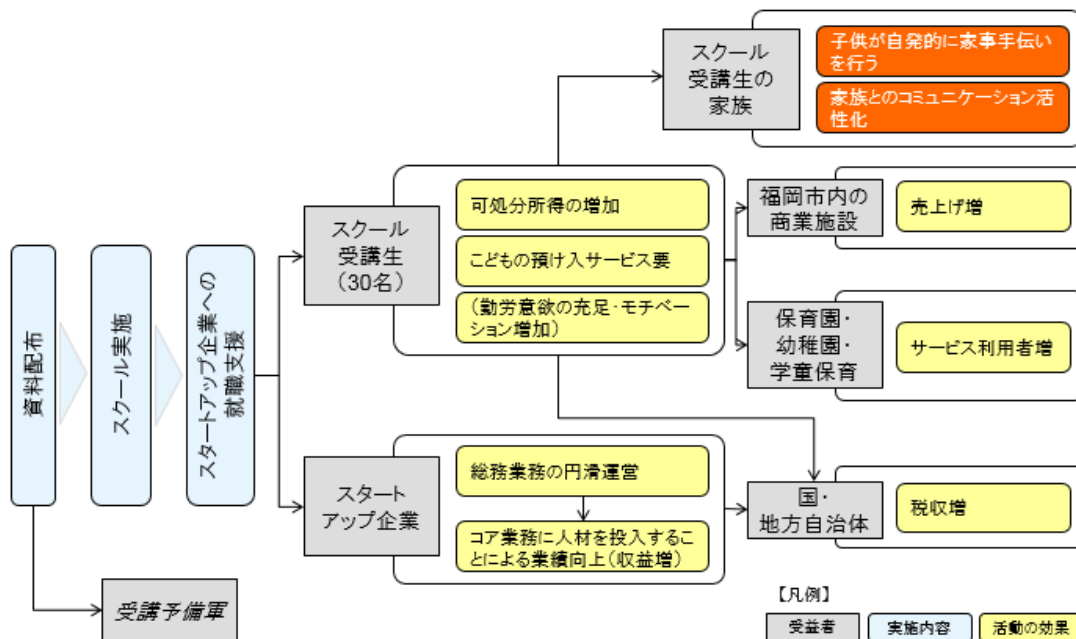 資料配布
スクール実施
スタートアップ企業への
就職支援
受講予備軍
スクール
受講生
（30名）
可処分所得の増加
こどもの預け入サービス要
（勤労意欲の充足・モチベー
ション増加）
スタート
アップ企業
総務業務の円滑運営
コア業務に人材を投入するこ
とによる業績向上（収益増）
スクール
受講生の
家族
子供が自発的に家事手伝い
を行う
家族とのコミュニケーション活
性化
福岡市内の
商業施設
売上げ増
保育園・
幼稚園・
学童保育
サービス利用者増
国・
地方自治体
税収増
【凡例】
受益者
実施内容
活動の効果